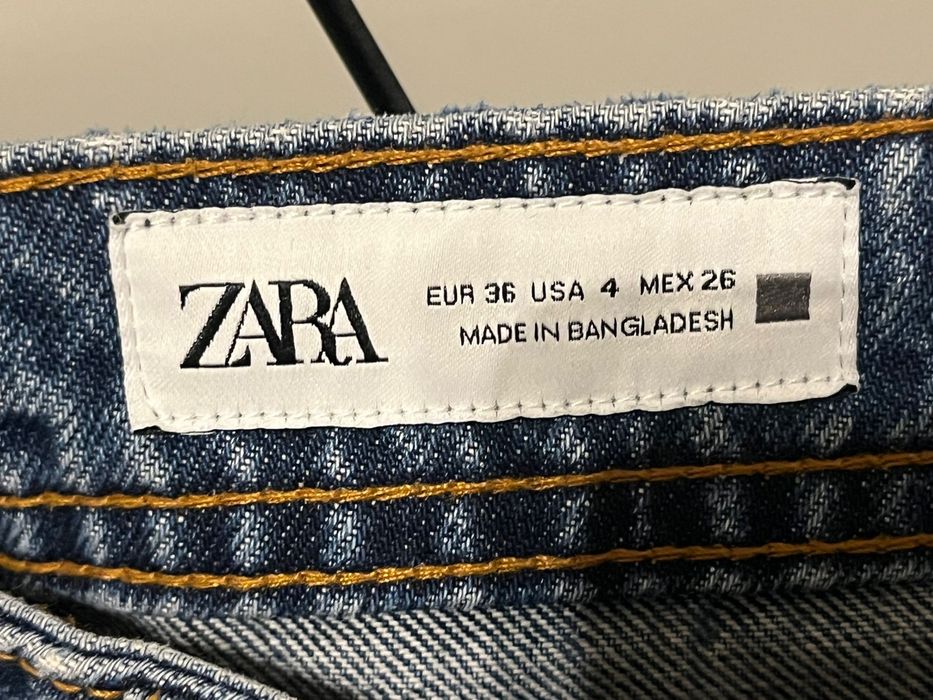 ZARA
EUR 36 USA 4 MEX 26
MADE IN BANGLADESH